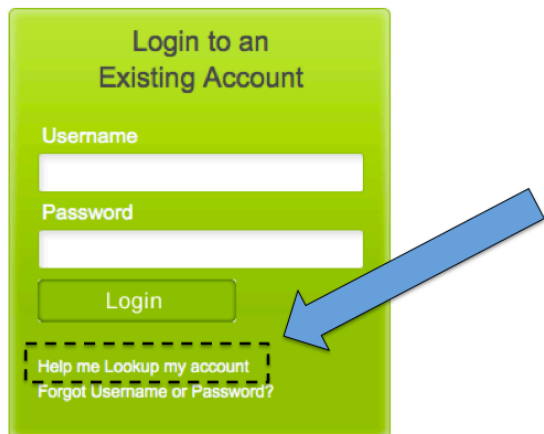 Login to an
Existing Account
Username
Password
Login
Help me Lookup my account
Forgot Username or Password?